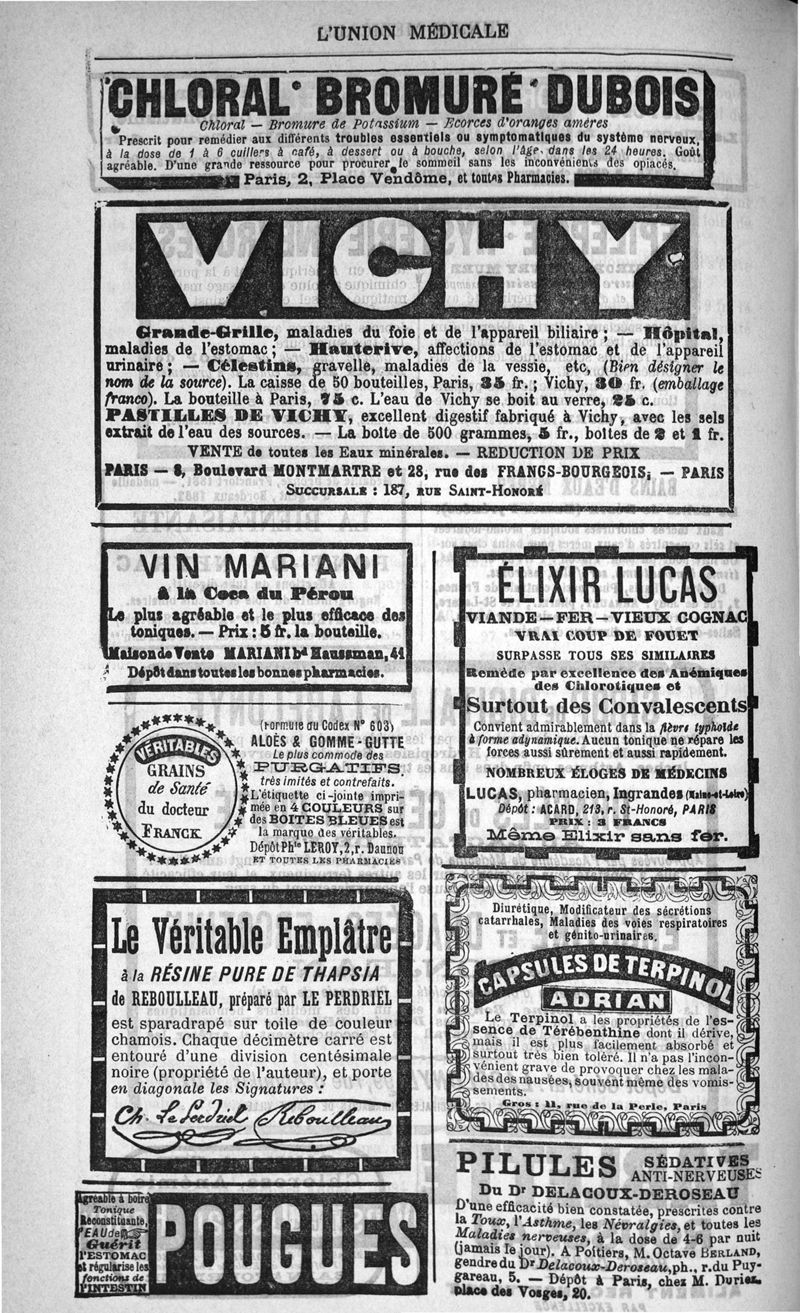 L'UNION MÉDICALE
CHLORAL BROMURÉ DUBOIS
Chloral — Bromure de Potassium — Ecorces d'oranges amères
Prescrit pour remédier aux différents troubles essentiels ou symptomatiques du système nerveux,
à la dose de 1 à 6 cuillers à café, à dessert ou à bouche, selon l'âge dans les 24 heures. Goût
agréable. D'une grande ressource pour procurer le sommeil sans les inconvénients des opiacés.
Paris, 2, Place Vendôme, et toutes Pharmacies.
VICHY
Grande-Grille, maladies du foie et de l'appareil biliaire; — Hôpital,
maladies de l'estomac; — Hauterive, affections de l'estomac et de l'appareil
urinaire; — Célestins, gravelle, maladies de la vessie, etc, (Bien désigner le
nom de la source). La caisse de 50 bouteilles, Paris, 35 fr.; Vichy, 30 fr. (emballage
franco). La bouteille à Paris, 75 c. L'eau de Vichy se boit au verre, 25 c.
PASTILLES DE VICHY, excellent digestif fabriqué à Vichy, avec les sels
extrait de l'eau des sources. — La boîte de 500 grammes, 5 fr., boîtes de 2 et 1 fr.
VENTE de toutes les Eaux minérales. — REDUCTION DE PRIX
PARIS — 8, Boulevard MONTMARTRE et 28, rue des FRANCS-BOURGEOIS, — PARIS
SUCCURSALE : 187, RUE SAINT-HONORÉ
VIN MARIANI
à la Coca du Pérou
Le plus agréable et le plus efficace des
toniques. — Prix : 5 fr. la bouteille.
Maison de Vente MARIANI bd Haussman, 41
Dépôt dans toutes les bonnes pharmacies.
VÉRITABLES
GRAINS
de Santé
du docteur
FRANCK
(Formule du Codex N° 603)
ALOÈS & GOMME-GUTTE
Le plus commode des
PURGATIFS
très imités et contrefaits.
L'étiquette ci-jointe impri-
mée en 4 COULEURS sur
des BOITES BLEUES est
la marque des véritables.
Dépôt Phie LEROY, 2, r. Daunou
ET TOUTES LES PHARMACIES
Le Véritable Emplâtre
à la RÉSINE PURE DE THAPSIA
de REBOULLEAU, préparé par LE PERDRIEL
est sparadrapé sur toile de couleur
chamois. Chaque décimètre carré est
entouré d'une division centésimale
noire (propriété de l'auteur), et porte
en diagonale les Signatures :
Ch. Le Perdriel Reboulleau
Agréable à boire
Tonique
Reconstituante,
l'EAU de
Guérit
l'ESTOMAC
et régularise les
fonctions de
l'INTESTIN
POUGUES
ÉLIXIR LUCAS
VIANDE—FER—VIEUX COGNAC
VRAI COUP DE FOUET
SURPASSE TOUS SES SIMILAIRES
Remède par excellence des Anémiques
des Chlorotiques et
Surtout des Convalescents
Convient admirablement dans la fièvre typhoïde
à forme adynamique. Aucun tonique ne répare les
forces aussi sûrement et aussi rapidement.
NOMBREUX ÉLOGES DE MÉDECINS
LUCAS, pharmacien, Ingrandes (Maine-et-Loire)
Dépôt : ACARD, 213, r. St-Honoré, PARIS
PRIX : 3 FRANCS
Même Elixir sans fer.
Diurétique, Modificateur des sécrétions
catarrhales, Maladies des voies respiratoires
et génito-urinaires.
CAPSULES DE TERPINOL
ADRIAN
Le Terpinol a les propriétés de l'es-
sence de Térébenthine dont il dérive,
mais il est plus facilement absorbé et
surtout très bien toléré. Il n'a pas l'incon-
vénient grave de provoquer chez les mala-
des des nausées, souvent même des vomis-
sements.
Gros : 11, rue de la Perle, Paris
PILULES SÉDATIVES
ANTI-NERVEUSES
DU Dr DELACOUX-DEROSEAU
D'une efficacité bien constatée, prescrites contre
la Toux, l'Asthme, les Névralgies, et toutes les
Maladies nerveuses, à la dose de 4-6 par nuit
(jamais le jour). A Poitiers, M. Octave BERLAND,
gendre du Dr Delacoux-Deroseau, ph., r. du Puy-
gareau, 5. — Dépôt à Paris, chez M. Duriez,
place des Vosges, 20.